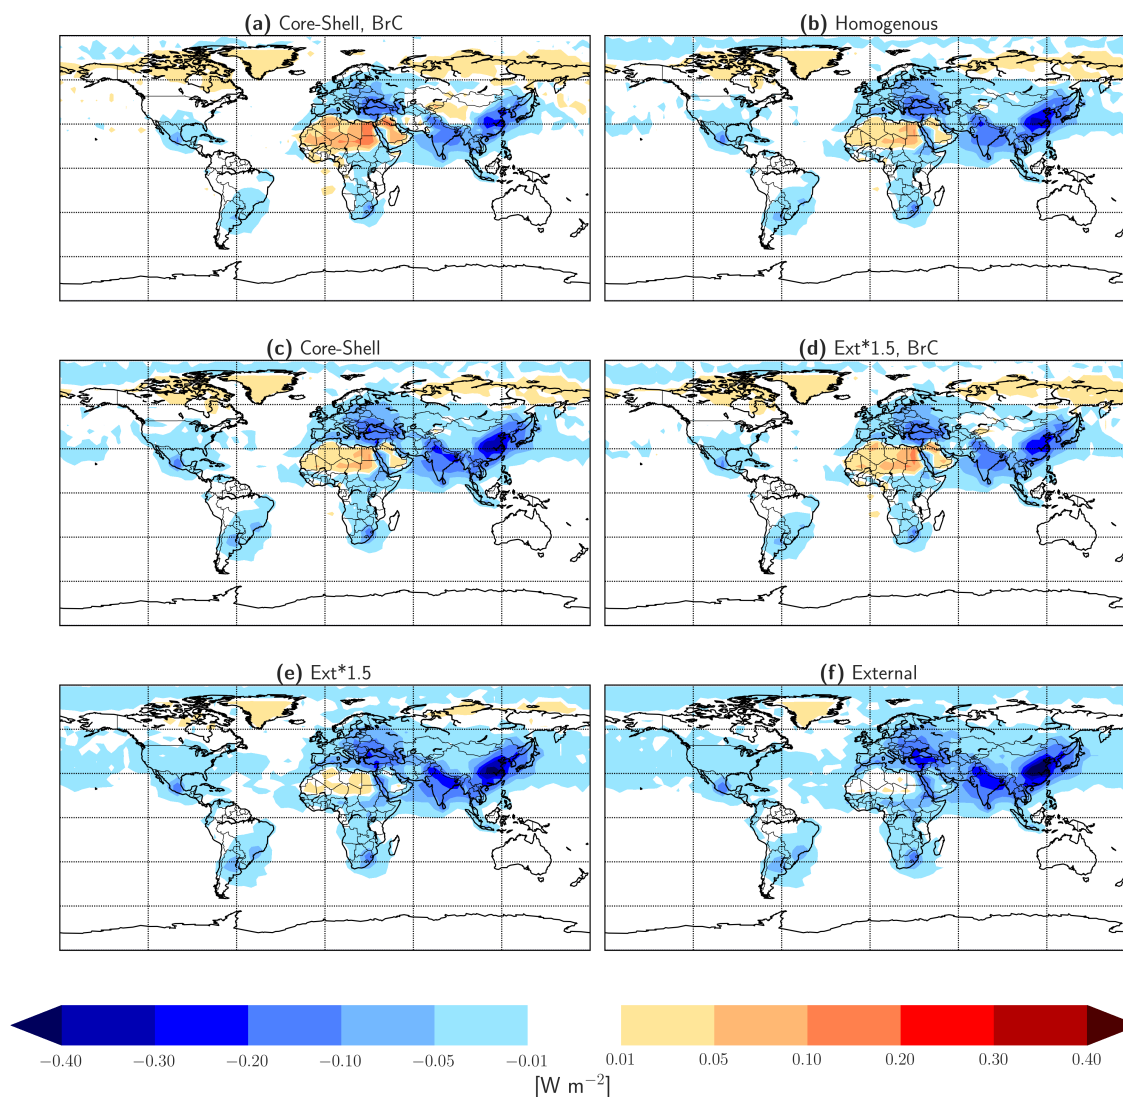 (a) Core-Shell, BrC
(b) Homogenous
(c) Core-Shell
(d) Ext*1.5, BrC
(e) Ext*1.5
(f) External
−0.40 −0.30 −0.20 −0.10 −0.05 −0.01 0.01 0.05 0.10 0.20 0.30 0.40
[W m−2]